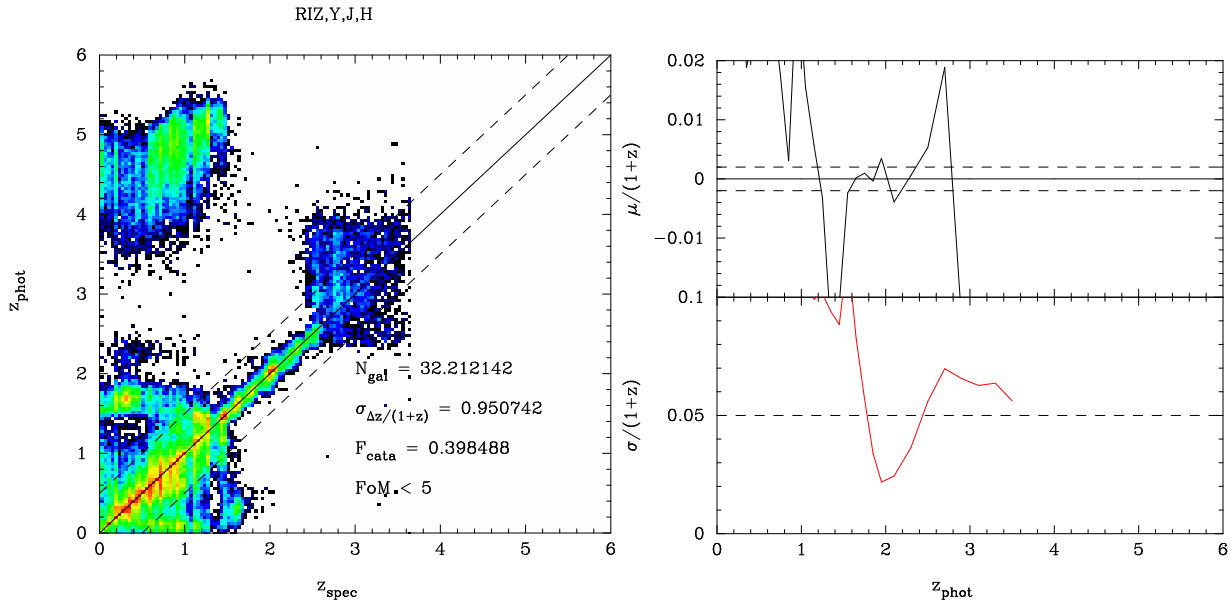 RIZ,Y,J,H
6
5
4
3
2
1
0
z_phot
N_gal = 32.212142
σ_Δz/(1+z) = 0.950742
F_cata = 0.398488
FoM < 5
0 1 2 3 4 5 6
z_spec
0.02
0.01
0
−0.01
μ/(1+z)
0.1
0.05
0
σ/(1+z)
0 1 2 3 4 5 6
z_phot